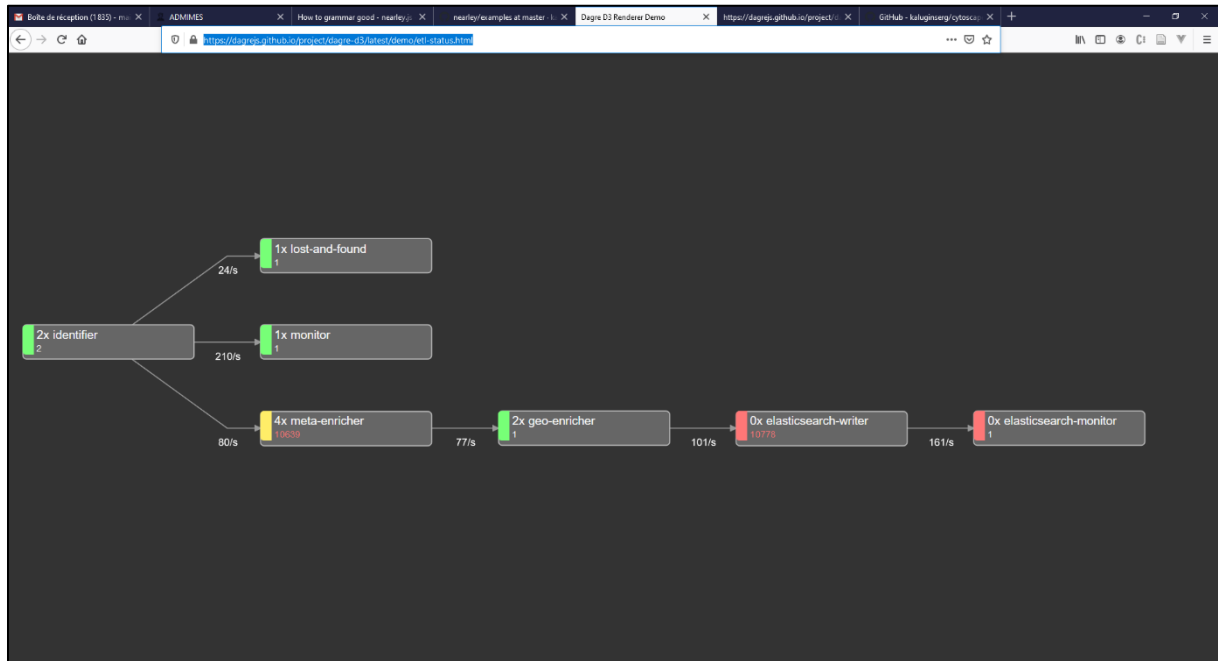 Boîte de réception (1 835) - ma
ADMIMES
How to grammar good - nearley.js
nearley/examples at master
Dagre D3 Renderer Demo
https://dagrejs.github.io/project/d
GitHub - kaluginserg/cytoscap
https://dagrejs.github.io/project/dagre-d3/latest/demo/etl-status.html
1x lost-and-found
1
24/s
2x identifier
2
1x monitor
1
210/s
4x meta-enricher
10639
80/s
2x geo-enricher
1
77/s
0x elasticsearch-writer
10778
101/s
0x elasticsearch-monitor
1
161/s